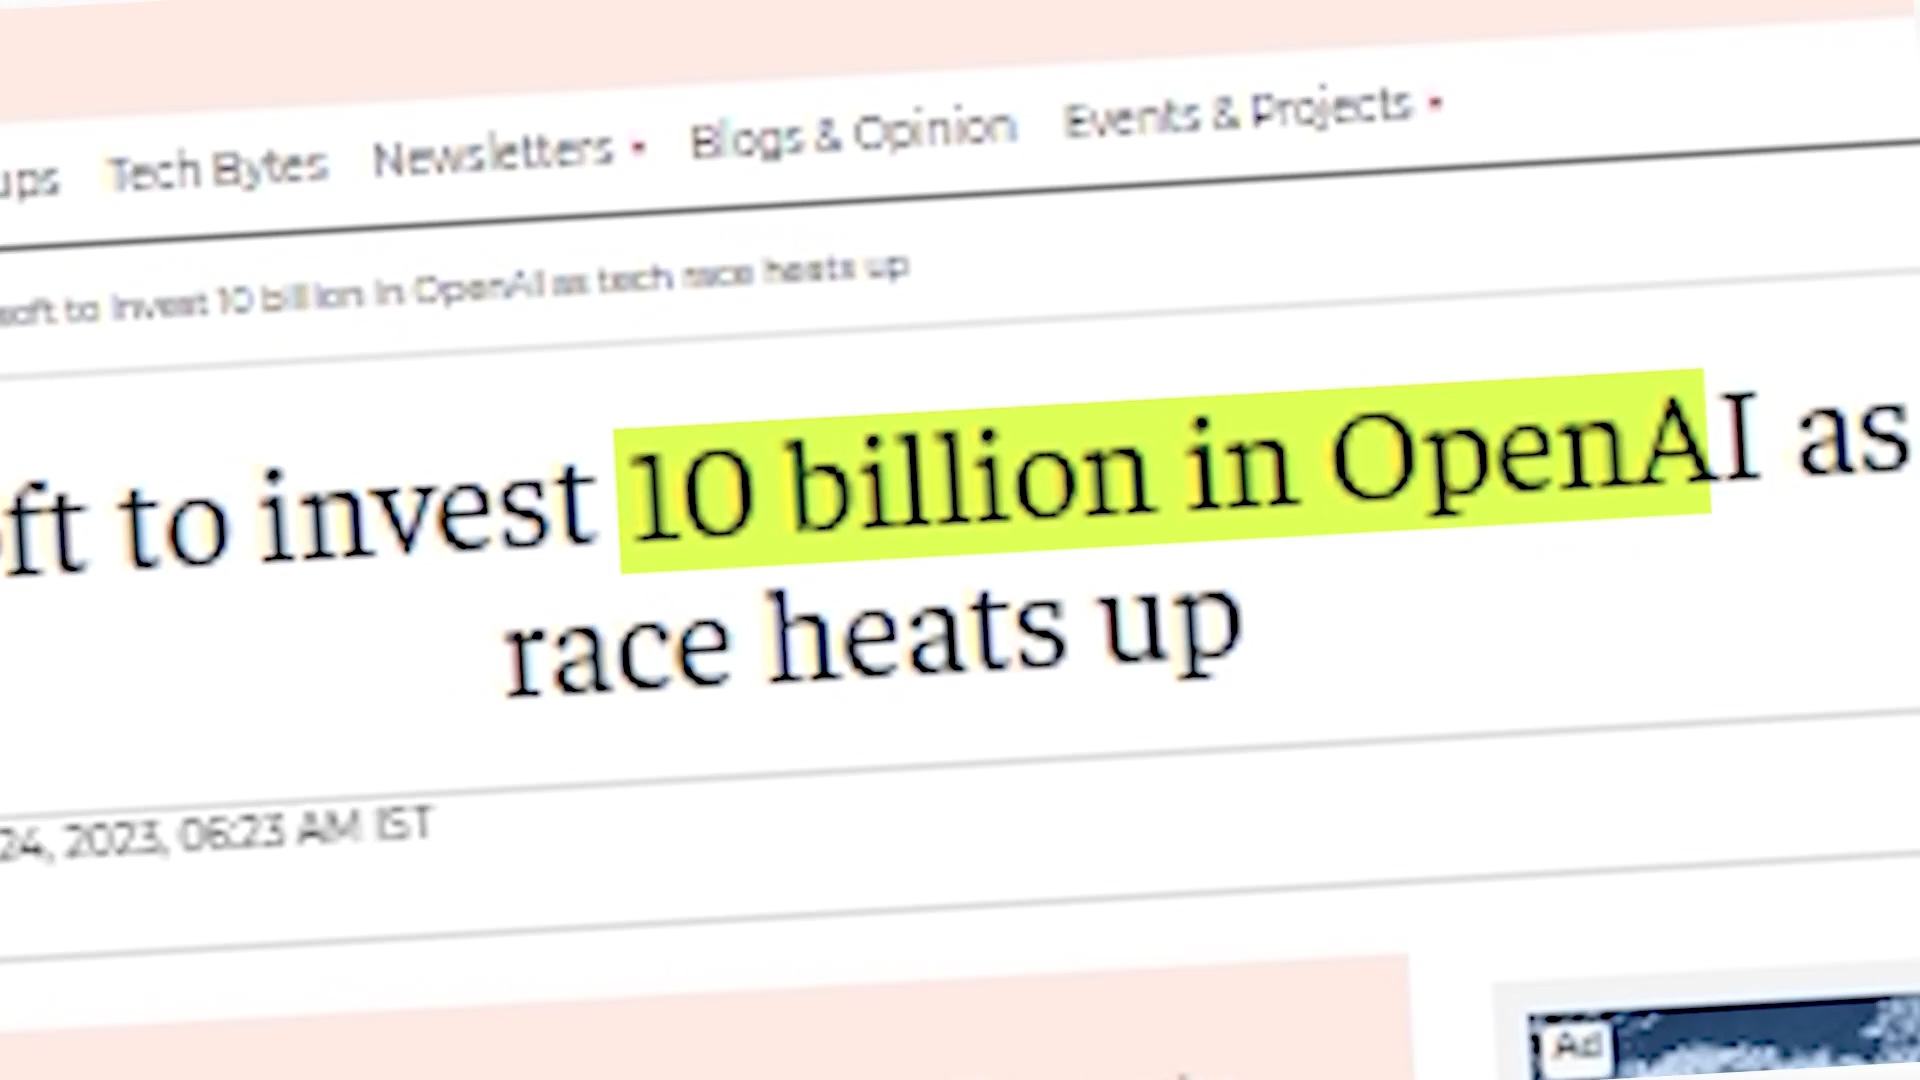 ups Tech Bytes Newsletters Blogs & Opinion Events & Projects
soft to invest 10 billion in OpenAI as tech race heats up
oft to invest 10 billion in OpenAI as
race heats up
24, 2023, 06:23 AM IST
Ad